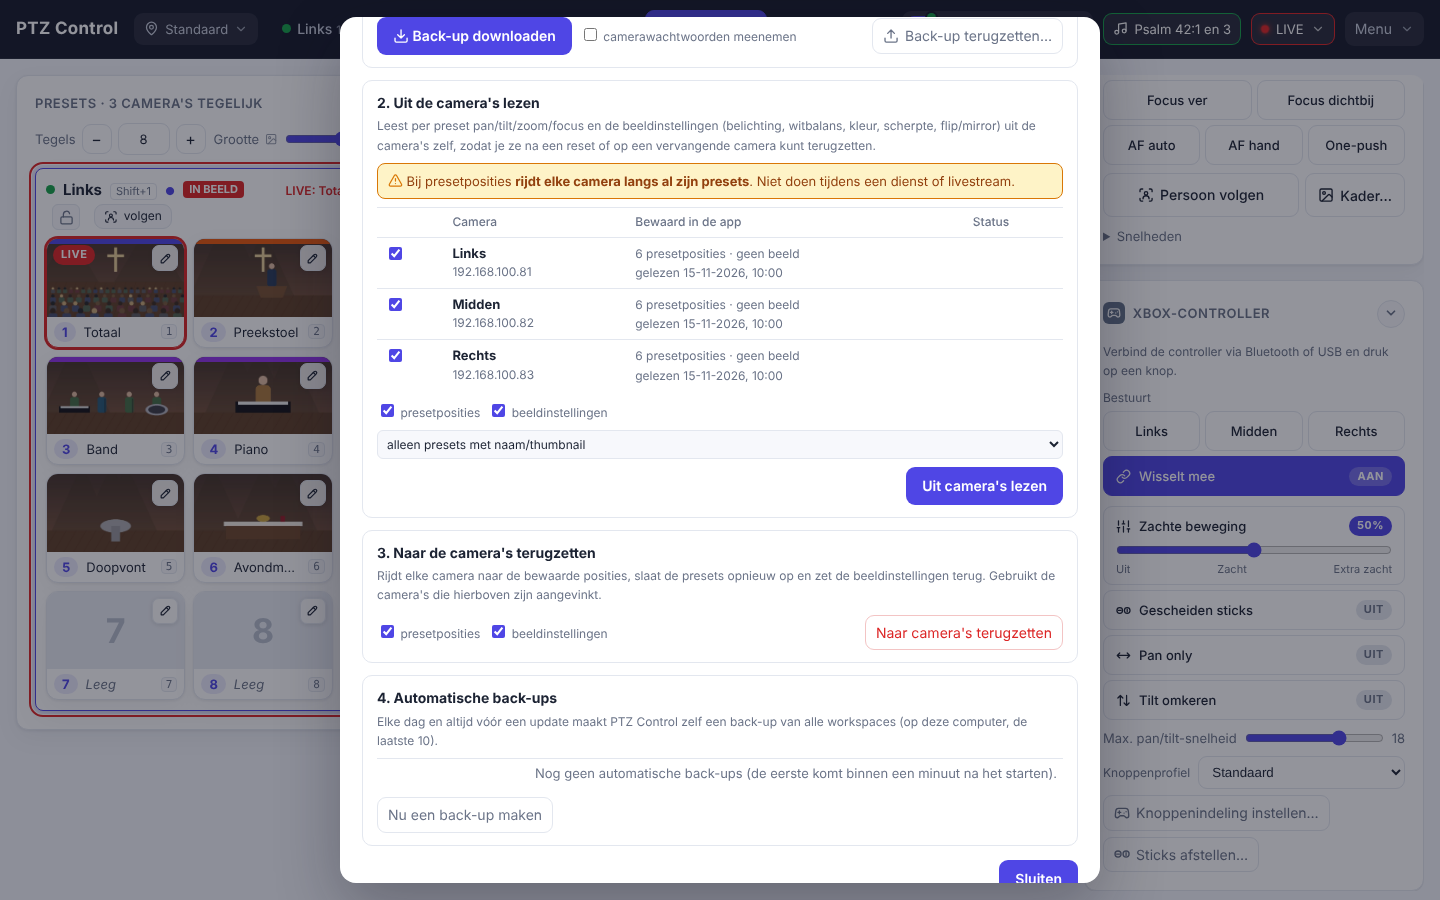 PTZ Control
Standaard
Links
Psalm 42:1 en 3
LIVE
Menu
PRESETS · 3 CAMERA'S TEGELIJK
Tegels
−
8
+
Grootte
Links
Shift+1
IN BEELD
LIVE:
volgen
LIVE
1 Totaal 1
2 Preekstoel 2
3 Band 3
4 Piano 4
5 Doopvont 5
6 Avondm... 6
7
8
7 Leeg 7
8 Leeg 8
Back-up downloaden
camerawachtwoorden meenemen
Back-up terugzetten...
2. Uit de camera's lezen
Leest per preset pan/tilt/zoom/focus en de beeldinstellingen (belichting, witbalans, kleur, scherpte, flip/mirror) uit de
camera's zelf, zodat je ze na een reset of op een vervangende camera kunt terugzetten.
Bij presetposities rijdt elke camera langs al zijn presets. Niet doen tijdens een dienst of livestream.
Camera Bewaard in de app Status
Links 6 presetposities · geen beeld
192.168.100.81 gelezen 15-11-2026, 10:00
Midden 6 presetposities · geen beeld
192.168.100.82 gelezen 15-11-2026, 10:00
Rechts 6 presetposities · geen beeld
192.168.100.83 gelezen 15-11-2026, 10:00
presetposities beeldinstellingen
alleen presets met naam/thumbnail
Uit camera's lezen
3. Naar de camera's terugzetten
Rijdt elke camera naar de bewaarde posities, slaat de presets opnieuw op en zet de beeldinstellingen terug. Gebruikt de
camera's die hierboven zijn aangevinkt.
presetposities beeldinstellingen
Naar camera's terugzetten
4. Automatische back-ups
Elke dag en altijd vóór een update maakt PTZ Control zelf een back-up van alle workspaces (op deze computer, de
laatste 10).
Nog geen automatische back-ups (de eerste komt binnen een minuut na het starten).
Nu een back-up maken
Sluiten
Focus ver
Focus dichtbij
AF auto
AF hand
One-push
Persoon volgen
Kader...
Snelheden
XBOX-CONTROLLER
Verbind de controller via Bluetooth of USB en druk
op een knop.
Bestuurt
Links
Midden
Rechts
Wisselt mee AAN
Zachte beweging 50%
Uit Zacht Extra zacht
Gescheiden sticks UIT
Pan only UIT
Tilt omkeren UIT
Max. pan/tilt-snelheid 18
Knoppenprofiel Standaard
Knoppenindeling instellen...
Sticks afstellen...